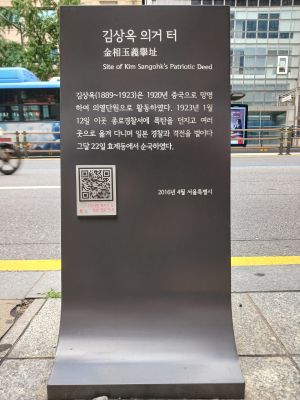 김상옥 의거 터
金相玉義擧址
Site of Kim Sangohk's Patriotic Deed
김상옥(1889~1923)은 1920년 중국으로 망명
하여 의열단원으로 활동하였다. 1923년 1월
12일 이곳 종로경찰서에 폭탄을 던지고 여러
곳으로 옮겨 다니며 일본 경찰과 격전을 벌이다
그달 22일 효제동에서 순국하였다.
2016년 4월 서울특별시